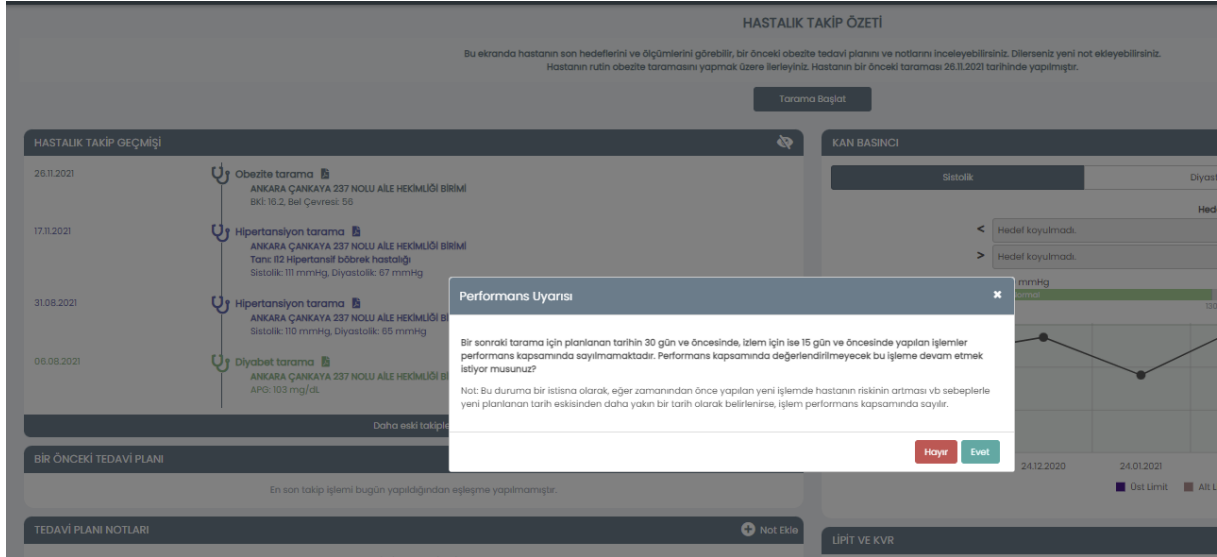 HASTALIK TAKİP ÖZETİ
Bu ekranda hastanın son hedeflerini ve ölçümlerini görebilir, bir önceki obezite tedavi planını ve notlarını inceleyebilirsiniz. Dilerseniz yeni not ekleyebilirsiniz.
Hastanın rutin obezite taramasını yapmak üzere ilerleyiniz. Hastanın bir önceki taraması 26.11.2021 tarihinde yapılmıştır.
Tarama Başlat
HASTALIK TAKİP GEÇMİŞİ
26.11.2021
Obezite tarama
ANKARA ÇANKAYA 237 NOLU AİLE HEKİMLİĞİ BİRİMİ
BKİ: 16.2, Bel Çevresi: 56
17.11.2021
Hipertansiyon tarama
ANKARA ÇANKAYA 237 NOLU AİLE HEKİMLİĞİ BİRİMİ
Tanı: I12 Hipertansif böbrek hastalığı
Sistolik: 111 mmHg, Diyastolik: 67 mmHg
31.08.2021
Hipertansiyon tarama
ANKARA ÇANKAYA 237 NOLU AİLE HEKİMLİĞİ Bİ
Sistolik: 110 mmHg, Diyastolik: 65 mmHg
06.08.2021
Diyabet tarama
ANKARA ÇANKAYA 237 NOLU AİLE HEKİMLİĞİ
APG: 103 mg/dL
Daha eski takiple
BİR ÖNCEKİ TEDAVİ PLANI
En son takip işlemi bugün yapıldığından eşleşme yapılmamıştır.
TEDAVİ PLANI NOTLARI
Not Ekle
KAN BASINCI
Sistolik
Diyast
Hed
< Hedef koyulmadı.
> Hedef koyulmadı.
mmHg
130
24.12.2020
24.01.2021
Üst Limit
Alt L
LİPİT VE KVR
Performans Uyarısı
Bir sonraki tarama için planlanan tarihin 30 gün ve öncesinde, izlem için ise 15 gün ve öncesinde yapılan işlemler
performans kapsamında sayılmamaktadır. Performans kapsamında değerlendirilmeyecek bu işleme devam etmek
istiyor musunuz?
Not: Bu duruma bir istisna olarak, eğer zamanından önce yapılan yeni işlemde hastanın riskinin artması vb sebeplerle
yeni planlanan tarih eskisinden daha yakın bir tarih olarak belirlenirse, işlem performans kapsamında sayılır.
Hayır
Evet